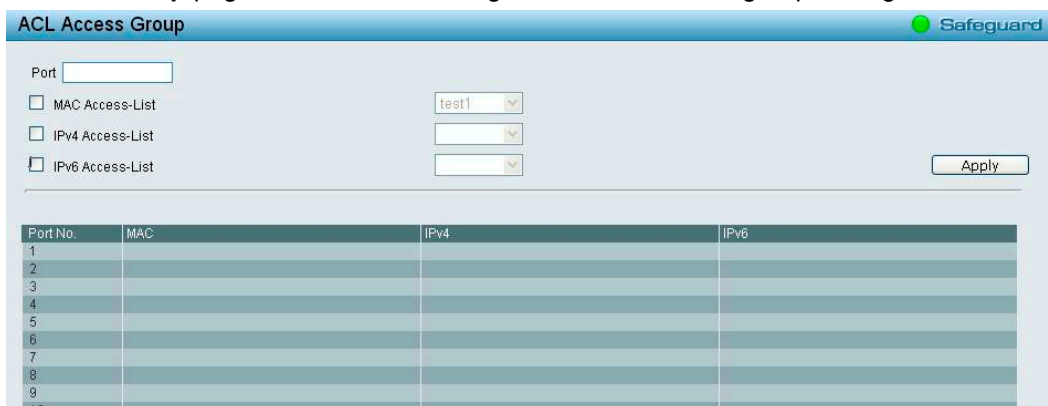 ACL Access Group Safeguard
Port
MAC Access-List test1
IPv4 Access-List
IPv6 Access-List Apply
Port No. MAC IPv4 IPv6
1
2
3
4
5
6
7
8
9